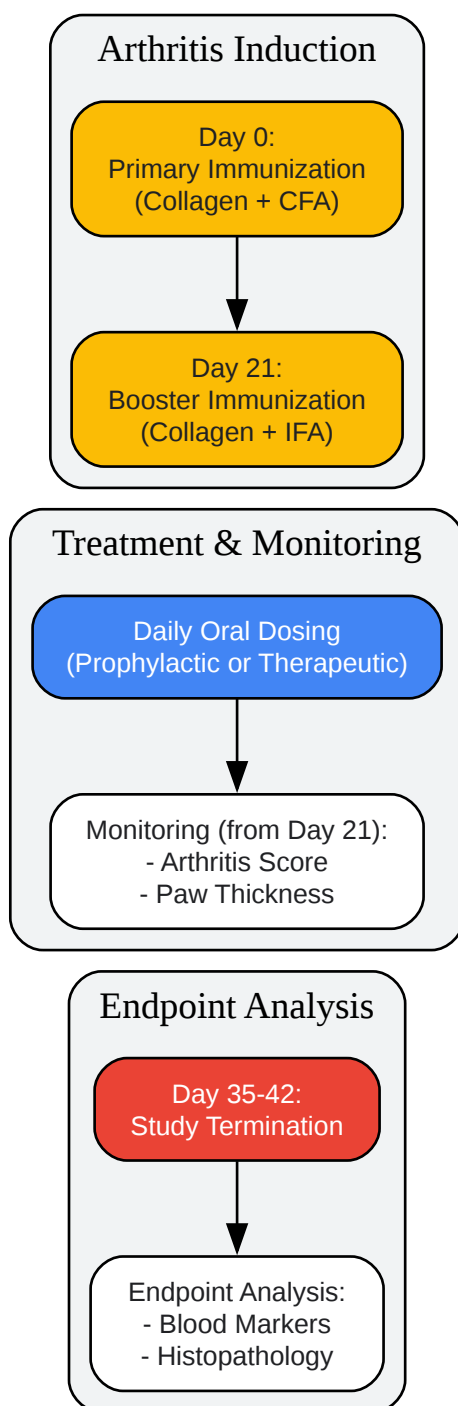 Arthritis Induction
Day 0:
Primary Immunization
(Collagen + CFA)
Day 21:
Booster Immunization
(Collagen + IFA)
Treatment & Monitoring
Daily Oral Dosing
(Prophylactic or Therapeutic)
Monitoring (from Day 21):
- Arthritis Score
- Paw Thickness
Endpoint Analysis
Day 35-42:
Study Termination
Endpoint Analysis:
- Blood Markers
- Histopathology